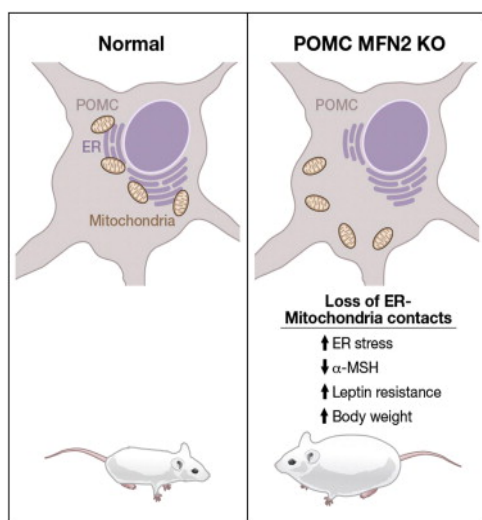 Normal
POMC
ER
Mitochondria
POMC MFN2 KO
POMC
Loss of ER-
Mitochondria contacts
↑ ER stress
↓ α-MSH
↑ Leptin resistance
↑ Body weight